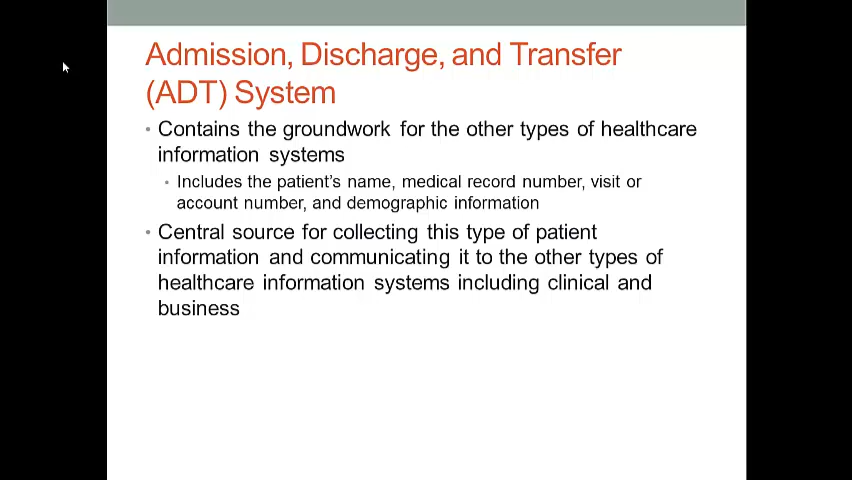 Admission, Discharge, and Transfer
(ADT) System
• Contains the groundwork for the other types of healthcare
information systems
• Includes the patient's name, medical record number, visit or
account number, and demographic information
• Central source for collecting this type of patient
information and communicating it to the other types of
healthcare information systems including clinical and
business